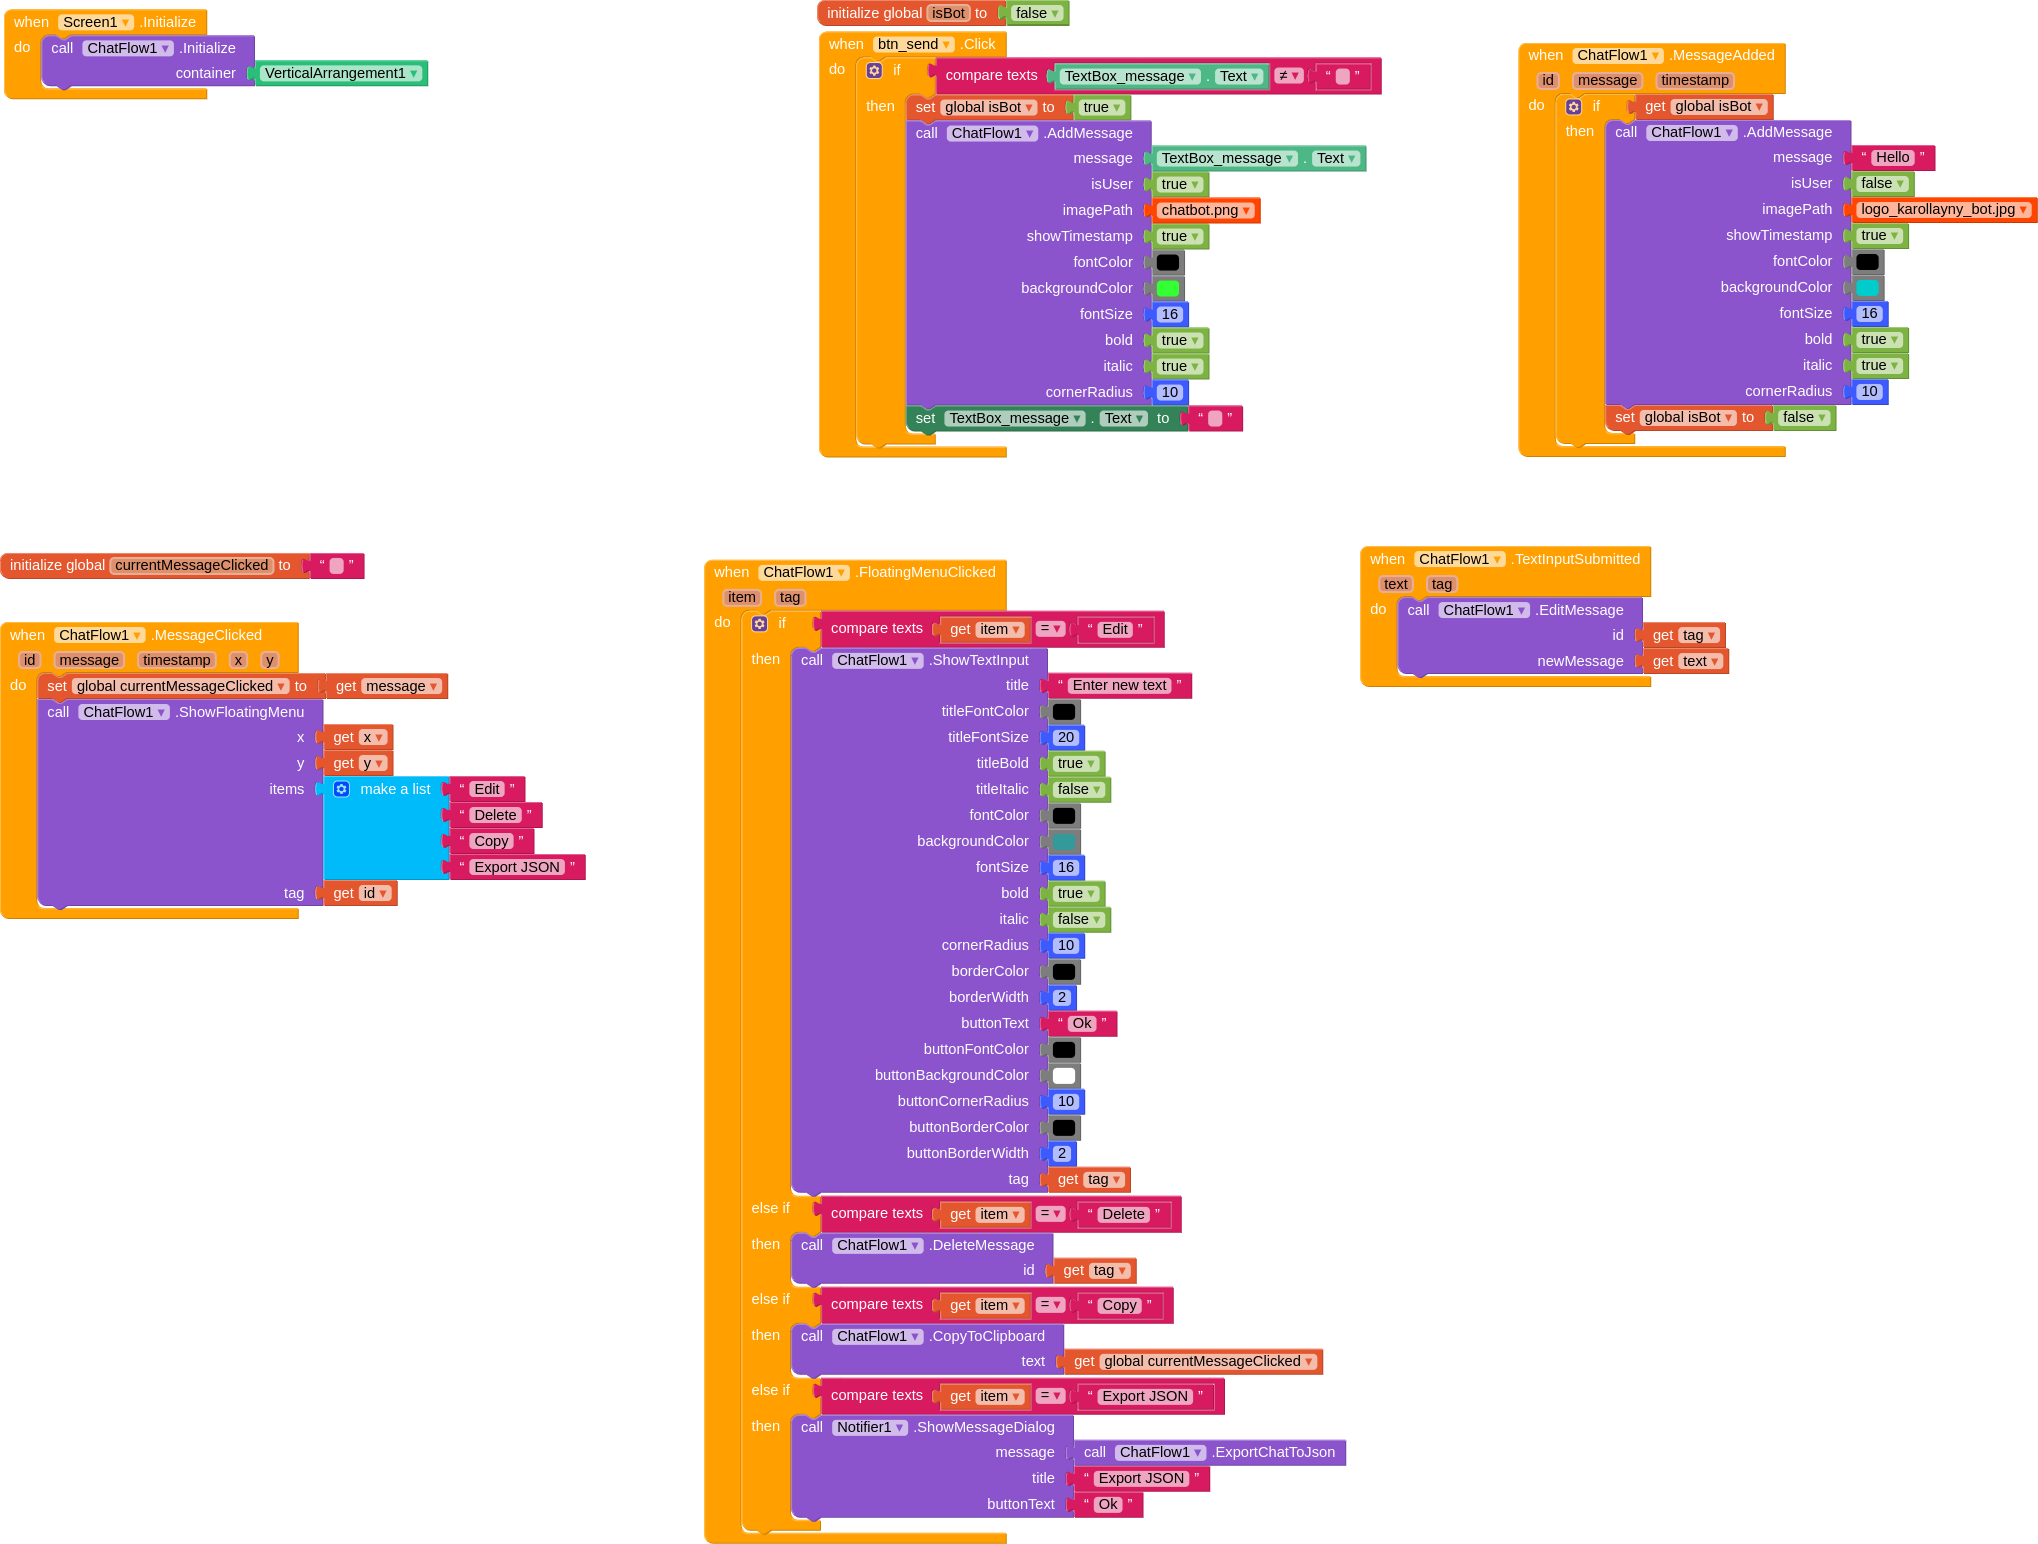 when Screen1 .Initialize
do call ChatFlow1 .Initialize
container VerticalArrangement1
initialize global isBot to false
when btn_send .Click
do if compare texts TextBox_message . Text ≠ “ ”
then set global isBot to true
call ChatFlow1 .AddMessage
message TextBox_message . Text
isUser true
imagePath chatbot.png
showTimestamp true
fontColor
backgroundColor
fontSize 16
bold true
italic true
cornerRadius 10
set TextBox_message . Text to “ ”
when ChatFlow1 .MessageAdded
id message timestamp
do if get global isBot
then call ChatFlow1 .AddMessage
message “ Hello ”
isUser false
imagePath logo_karollayny_bot.jpg
showTimestamp true
fontColor
backgroundColor
fontSize 16
bold true
italic true
cornerRadius 10
set global isBot to false
initialize global currentMessageClicked to “ ”
when ChatFlow1 .MessageClicked
id message timestamp x y
do set global currentMessageClicked to get message
call ChatFlow1 .ShowFloatingMenu
x get x
y get y
items make a list “ Edit ”
“ Delete ”
“ Copy ”
“ Export JSON ”
tag get id
when ChatFlow1 .FloatingMenuClicked
item tag
do if compare texts get item = “ Edit ”
then call ChatFlow1 .ShowTextInput
title “ Enter new text ”
titleFontColor
titleFontSize 20
titleBold true
titleItalic false
fontColor
backgroundColor
fontSize 16
bold true
italic false
cornerRadius 10
borderColor
borderWidth 2
buttonText “ Ok ”
buttonFontColor
buttonBackgroundColor
buttonCornerRadius 10
buttonBorderColor
buttonBorderWidth 2
tag get tag
else if compare texts get item = “ Delete ”
then call ChatFlow1 .DeleteMessage
id get tag
else if compare texts get item = “ Copy ”
then call ChatFlow1 .CopyToClipboard
text get global currentMessageClicked
else if compare texts get item = “ Export JSON ”
then call Notifier1 .ShowMessageDialog
message call ChatFlow1 .ExportChatToJson
title “ Export JSON ”
buttonText “ Ok ”
when ChatFlow1 .TextInputSubmitted
text tag
do call ChatFlow1 .EditMessage
id get tag
newMessage get text